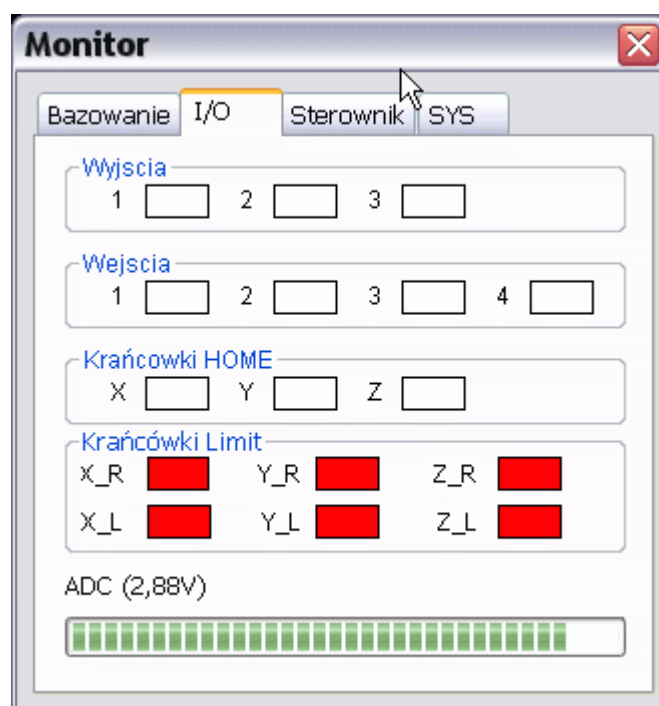 Monitor
Bazowanie I/O Sterownik SYS
Wyjscia
1 2 3
Wejscia
1 2 3 4
Krańcowki HOME
X Y Z
Krańcówki Limit
X_R Y_R Z_R
X_L Y_L Z_L
ADC (2,88V)